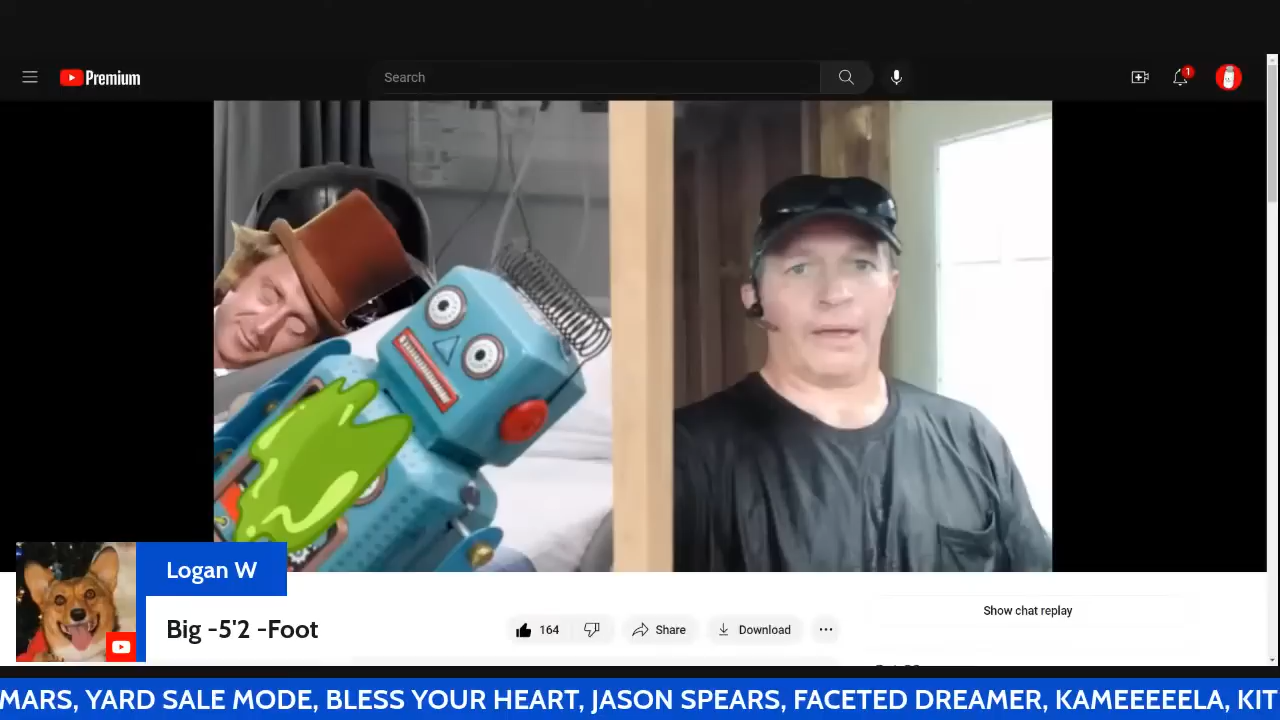 Premium
Search
1
Logan W
Big -5'2 -Foot
164
Share
Download
Show chat replay
MARS, YARD SALE MODE, BLESS YOUR HEART, JASON SPEARS, FACETED DREAMER, KAMEEEEELA, KIT